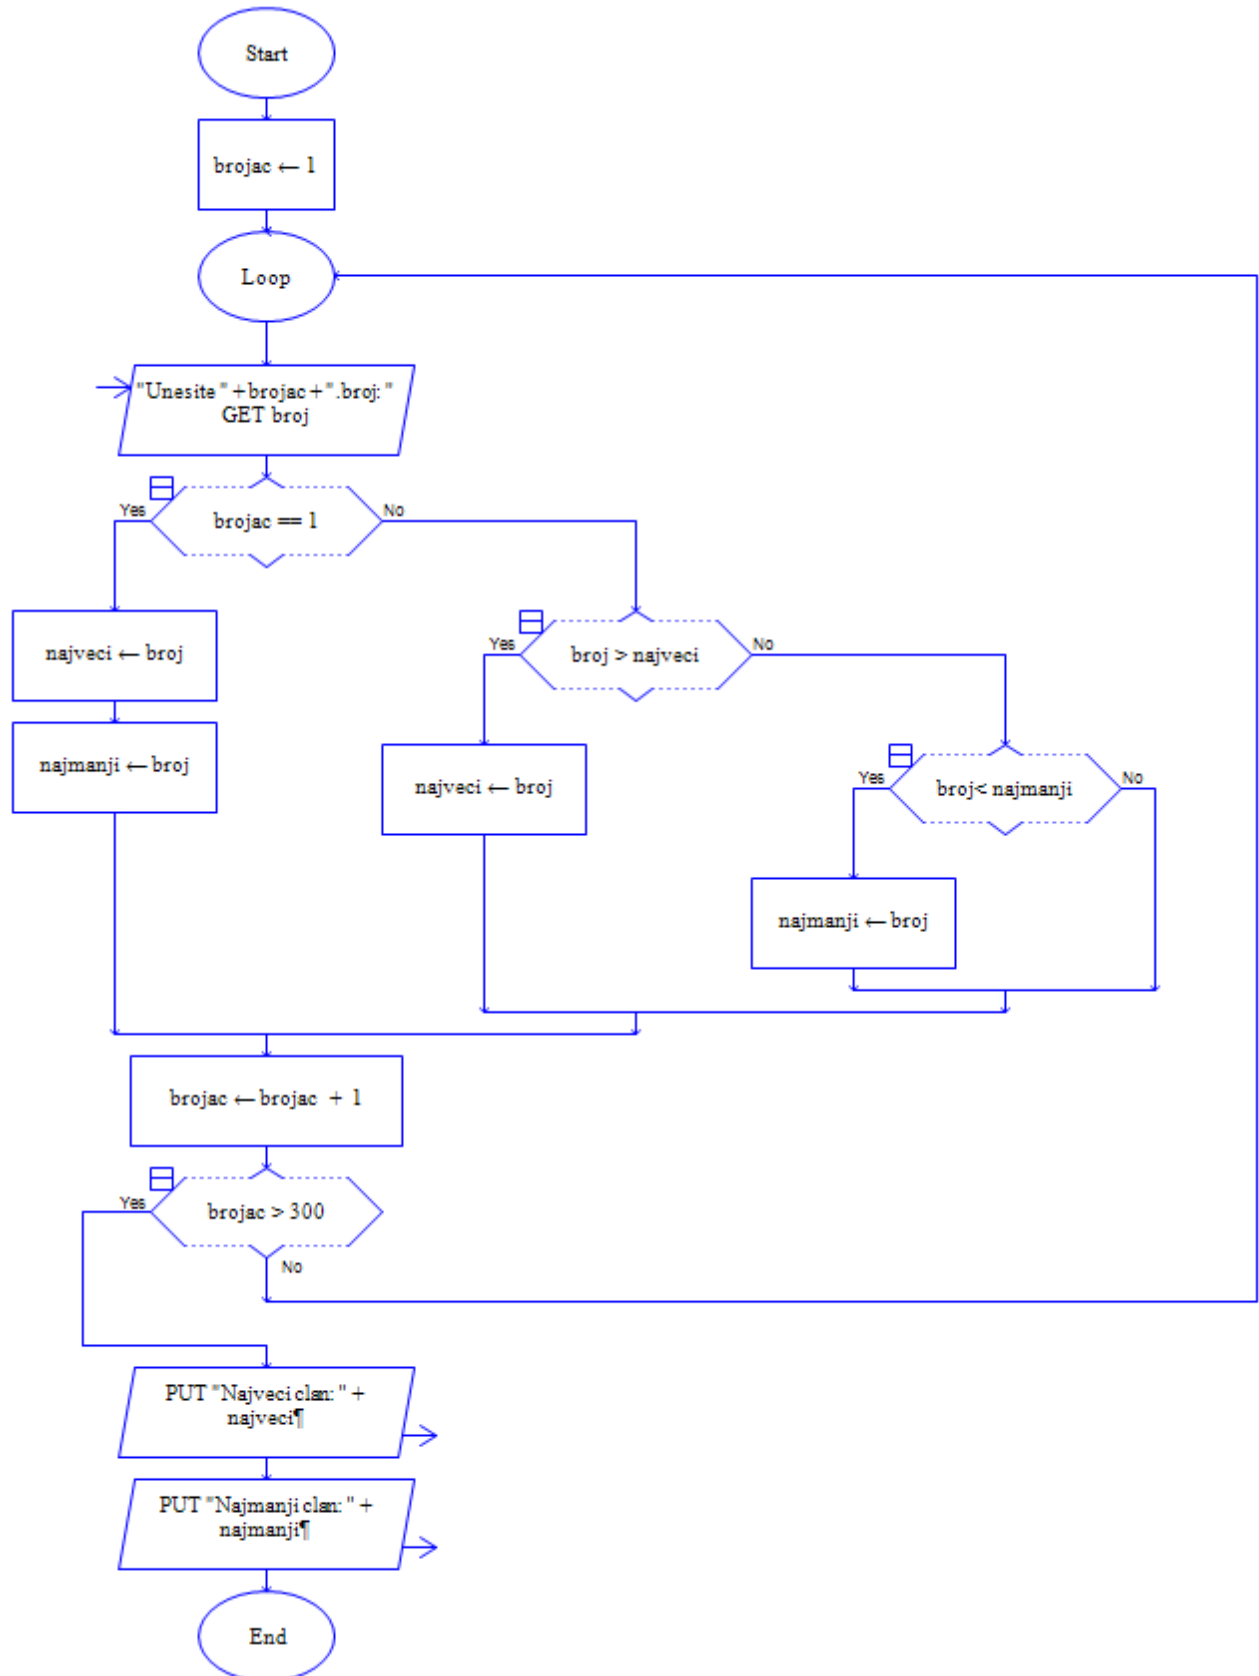 Start
brojac ← 1
Loop
"Unesite " +brojac +" .broj: "
GET broj
Yes
brojac == 1
No
najveci ← broj
najmanji ← broj
Yes
broj > najveci
No
najveci ← broj
Yes
broj< najmanji
No
najmanji ← broj
brojac ← brojac + 1
Yes
brojac > 300
No
PUT "Najveci clan: " +
najveci¶
PUT "Najmanji clan: " +
najmanji¶
End